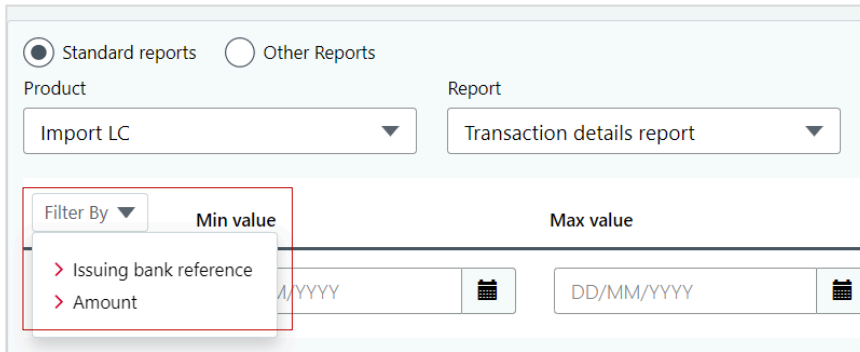 Standard reports Other Reports
Product Report
Import LC Transaction details report
Filter By Min value Max value
Issuing bank reference
/YYYY DD/MM/YYYY
Amount